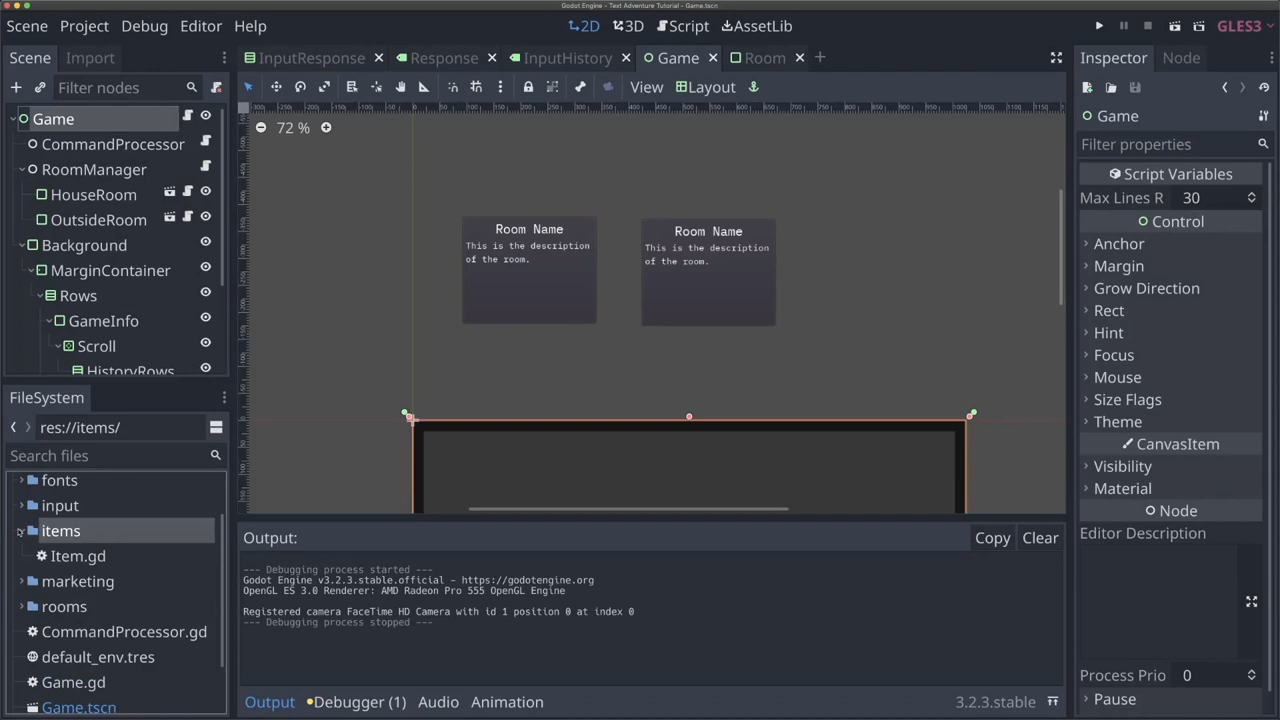 Godot Engine - Text Adventure Tutorial - Game.tscn
Scene Project Debug Editor Help
2D 3D Script AssetLib
GLES3
Scene Import
Filter nodes
Game
CommandProcessor
RoomManager
HouseRoom
OutsideRoom
Background
MarginContainer
Rows
GameInfo
Scroll
HistoryRows
FileSystem
res://items/
Search files
fonts
input
items
Item.gd
marketing
rooms
CommandProcessor.gd
default_env.tres
Game.gd
Game.tscn
InputResponse Response InputHistory Game Room
View Layout
72 %
Room Name
This is the description
of the room.
Room Name
This is the description
of the room.
Output:
Copy Clear
--- Debugging process started ---
Godot Engine v3.2.3.stable.official - https://godotengine.org
OpenGL ES 3.0 Renderer: AMD Radeon Pro 555 OpenGL Engine
Registered camera FaceTime HD Camera with id 1 position 0 at index 0
--- Debugging process stopped ---
Output Debugger (1) Audio Animation
3.2.3.stable
Inspector Node
Game
Filter properties
Script Variables
Max Lines R 30
Control
Anchor
Margin
Grow Direction
Rect
Hint
Focus
Mouse
Size Flags
Theme
CanvasItem
Visibility
Material
Node
Editor Description
Process Prio 0
Pause